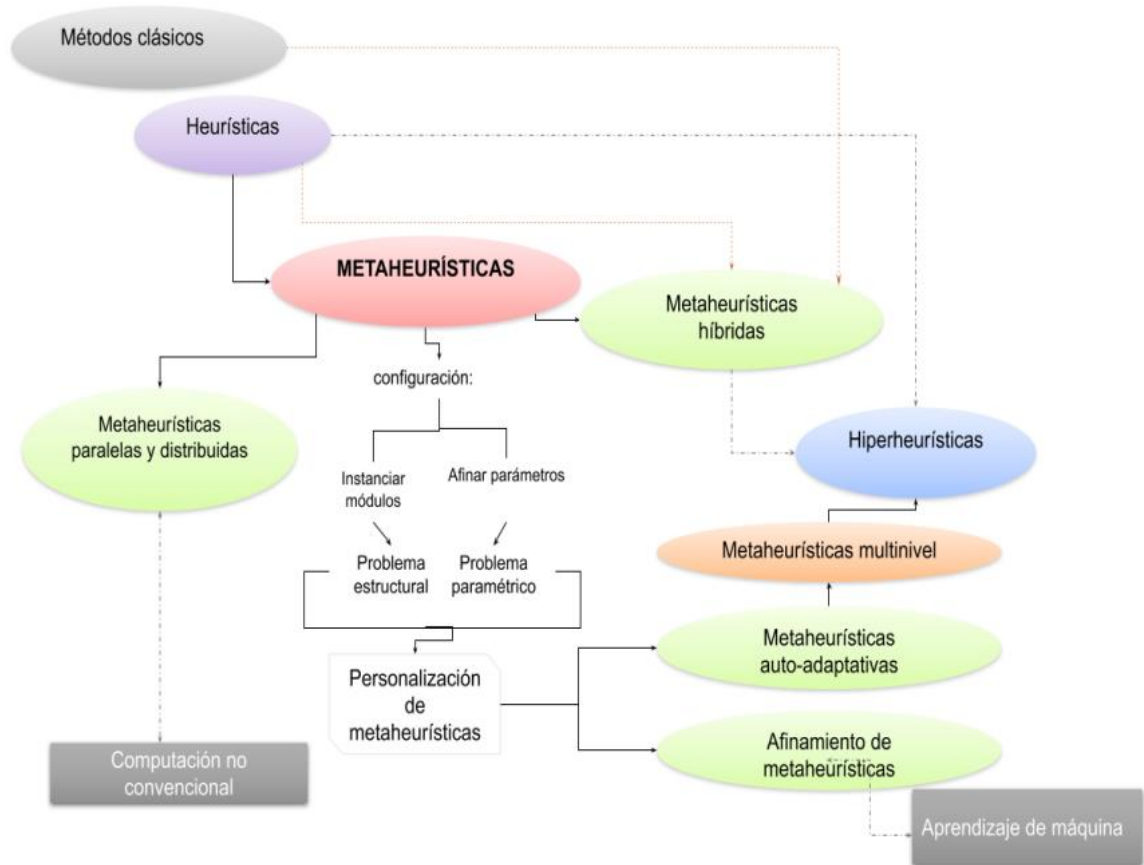 Métodos clásicos
Heurísticas
METAHEURÍSTICAS
Metaheurísticas
híbridas
configuración:
Metaheurísticas
paralelas y distribuidas
Hiperheurísticas
Instanciar
módulos
Afinar parámetros
Metaheurísticas multinivel
Problema
estructural
Problema
paramétrico
Metaheurísticas
auto-adaptativas
Personalización
de
metaheurísticas
Afinamiento de
metaheurísticas
Computación no
convencional
Aprendizaje de máquina